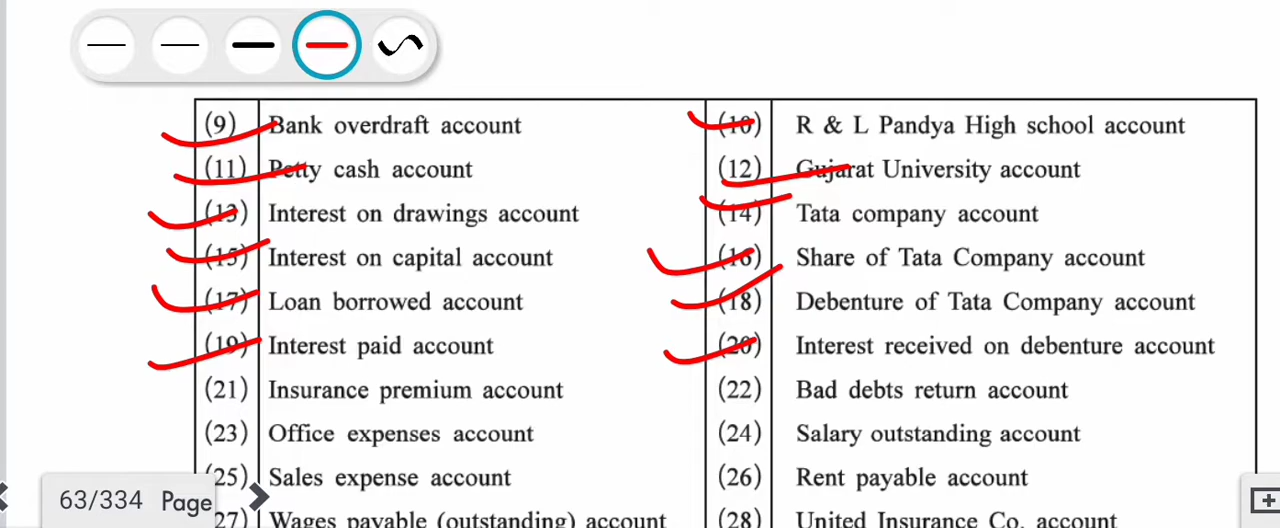 (9) Bank overdraft account (10) R & L Pandya High school account
(11) Petty cash account (12) Gujarat University account
(13) Interest on drawings account (14) Tata company account
(15) Interest on capital account (16) Share of Tata Company account
(17) Loan borrowed account (18) Debenture of Tata Company account
(19) Interest paid account (20) Interest received on debenture account
(21) Insurance premium account (22) Bad debts return account
(23) Office expenses account (24) Salary outstanding account
(25) Sales expense account (26) Rent payable account
63/334 Page
27) Wages payable (outstanding) account (28) United Insurance Co. account